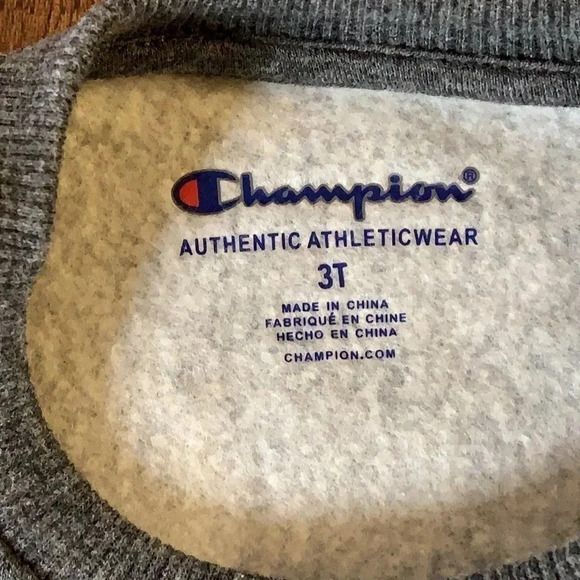 Champion®
AUTHENTIC ATHLETICWEAR
3T
MADE IN CHINA
FABRIQUÉ EN CHINE
HECHO EN CHINA
CHAMPION.COM